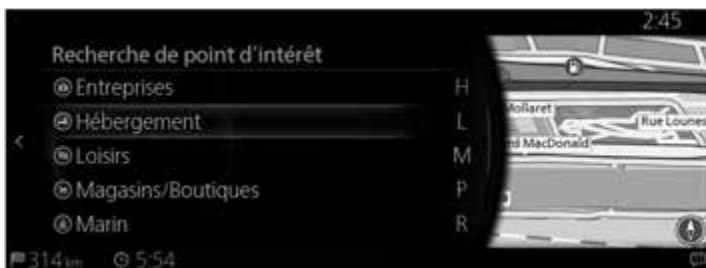 2:45
Recherche de point d'intérêt
Entreprises H
Hébergement L
Loisirs M
Magasins/Boutiques P
Marin R
Mollaret
Rue Lounes
MacDonald
314 km 5:54